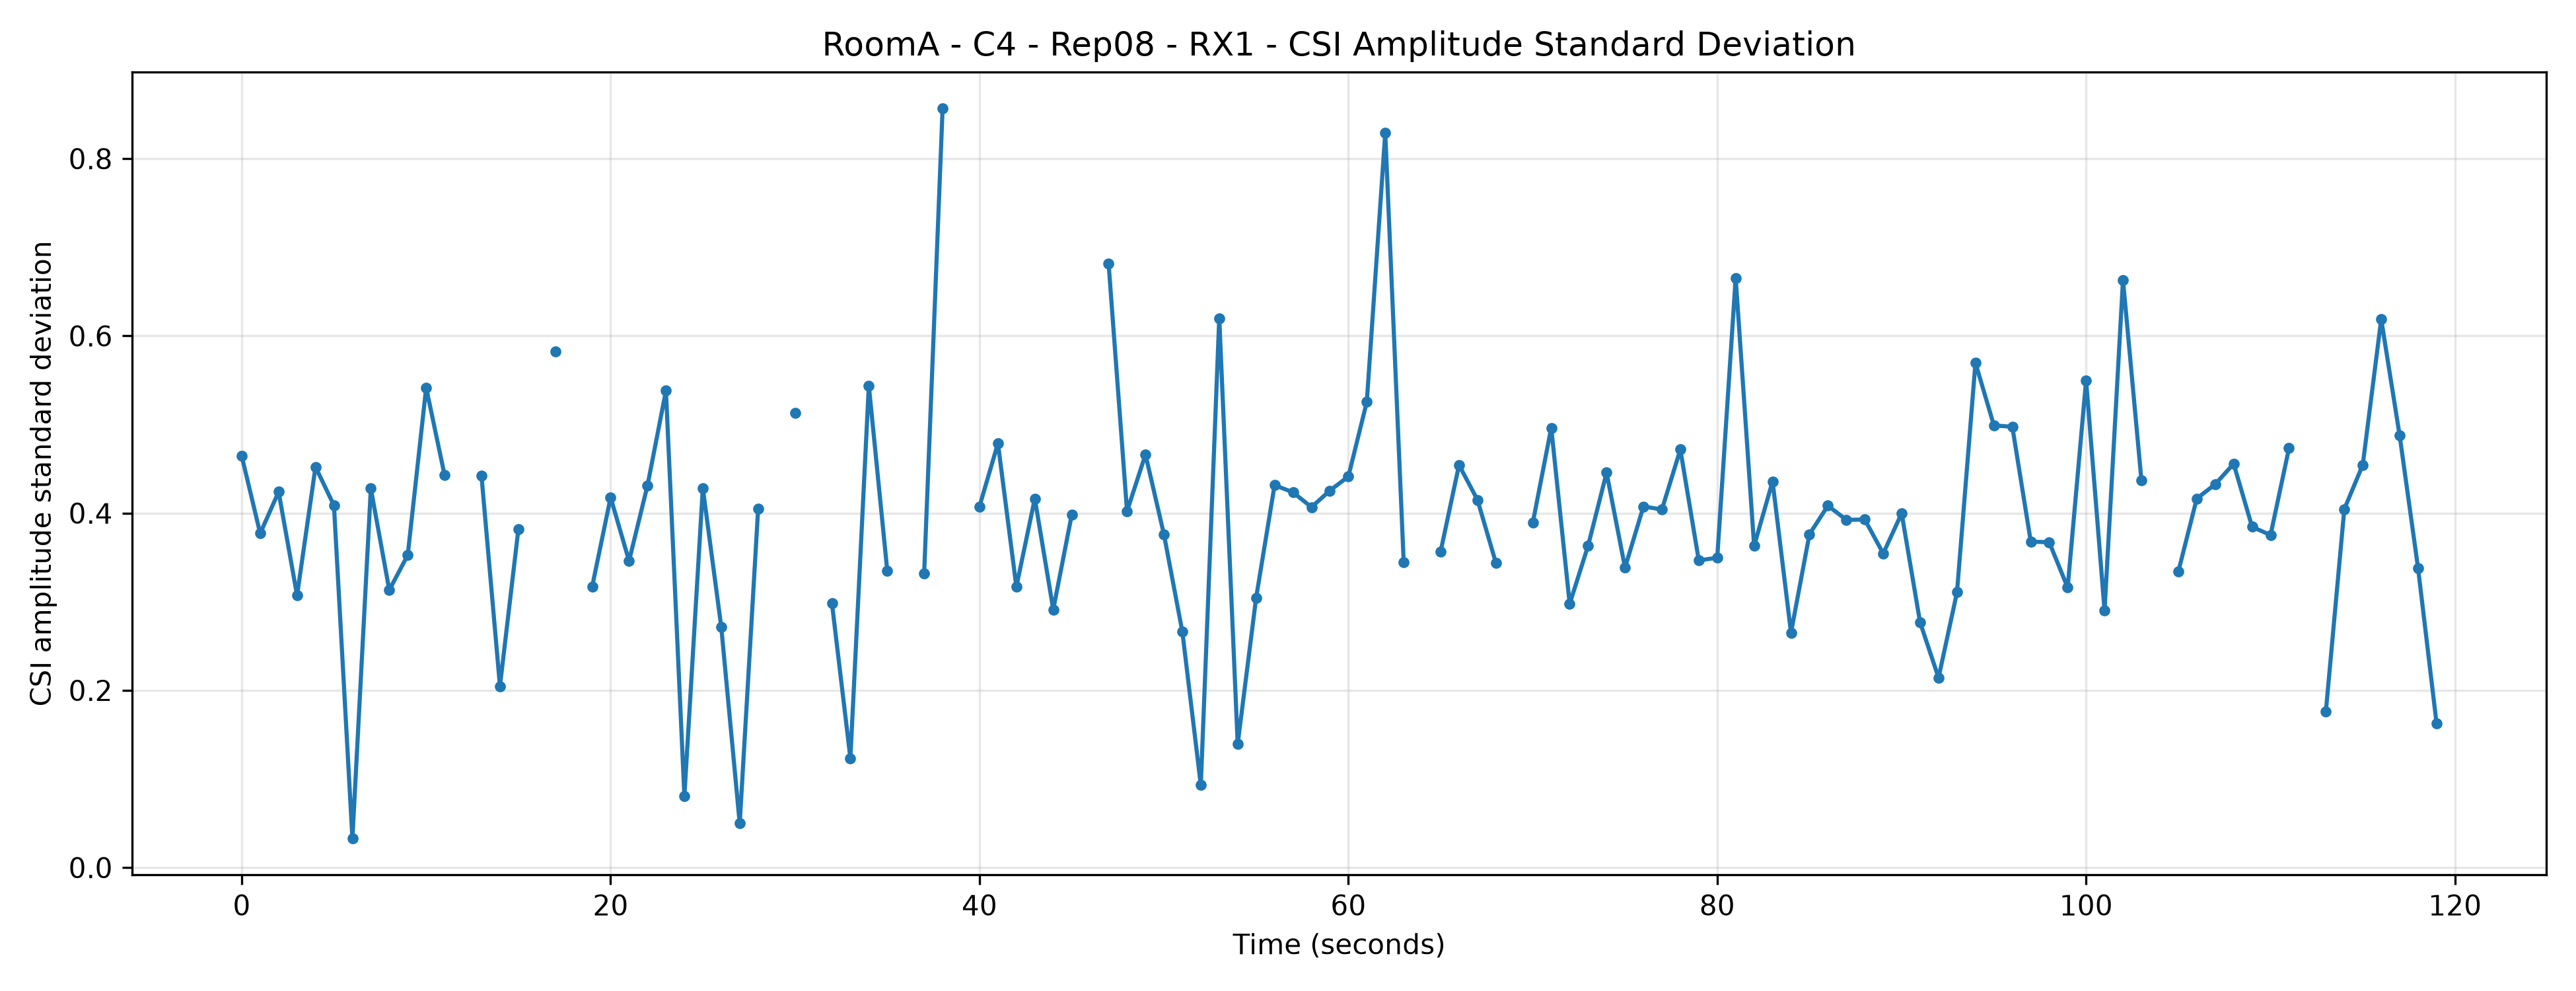 RoomA - C4 - Rep08 - RX1 - CSI Amplitude Standard Deviation
CSI amplitude standard deviation
0.8
0.6
0.4
0.2
0.0
0 20 40 60 80 100 120
Time (seconds)